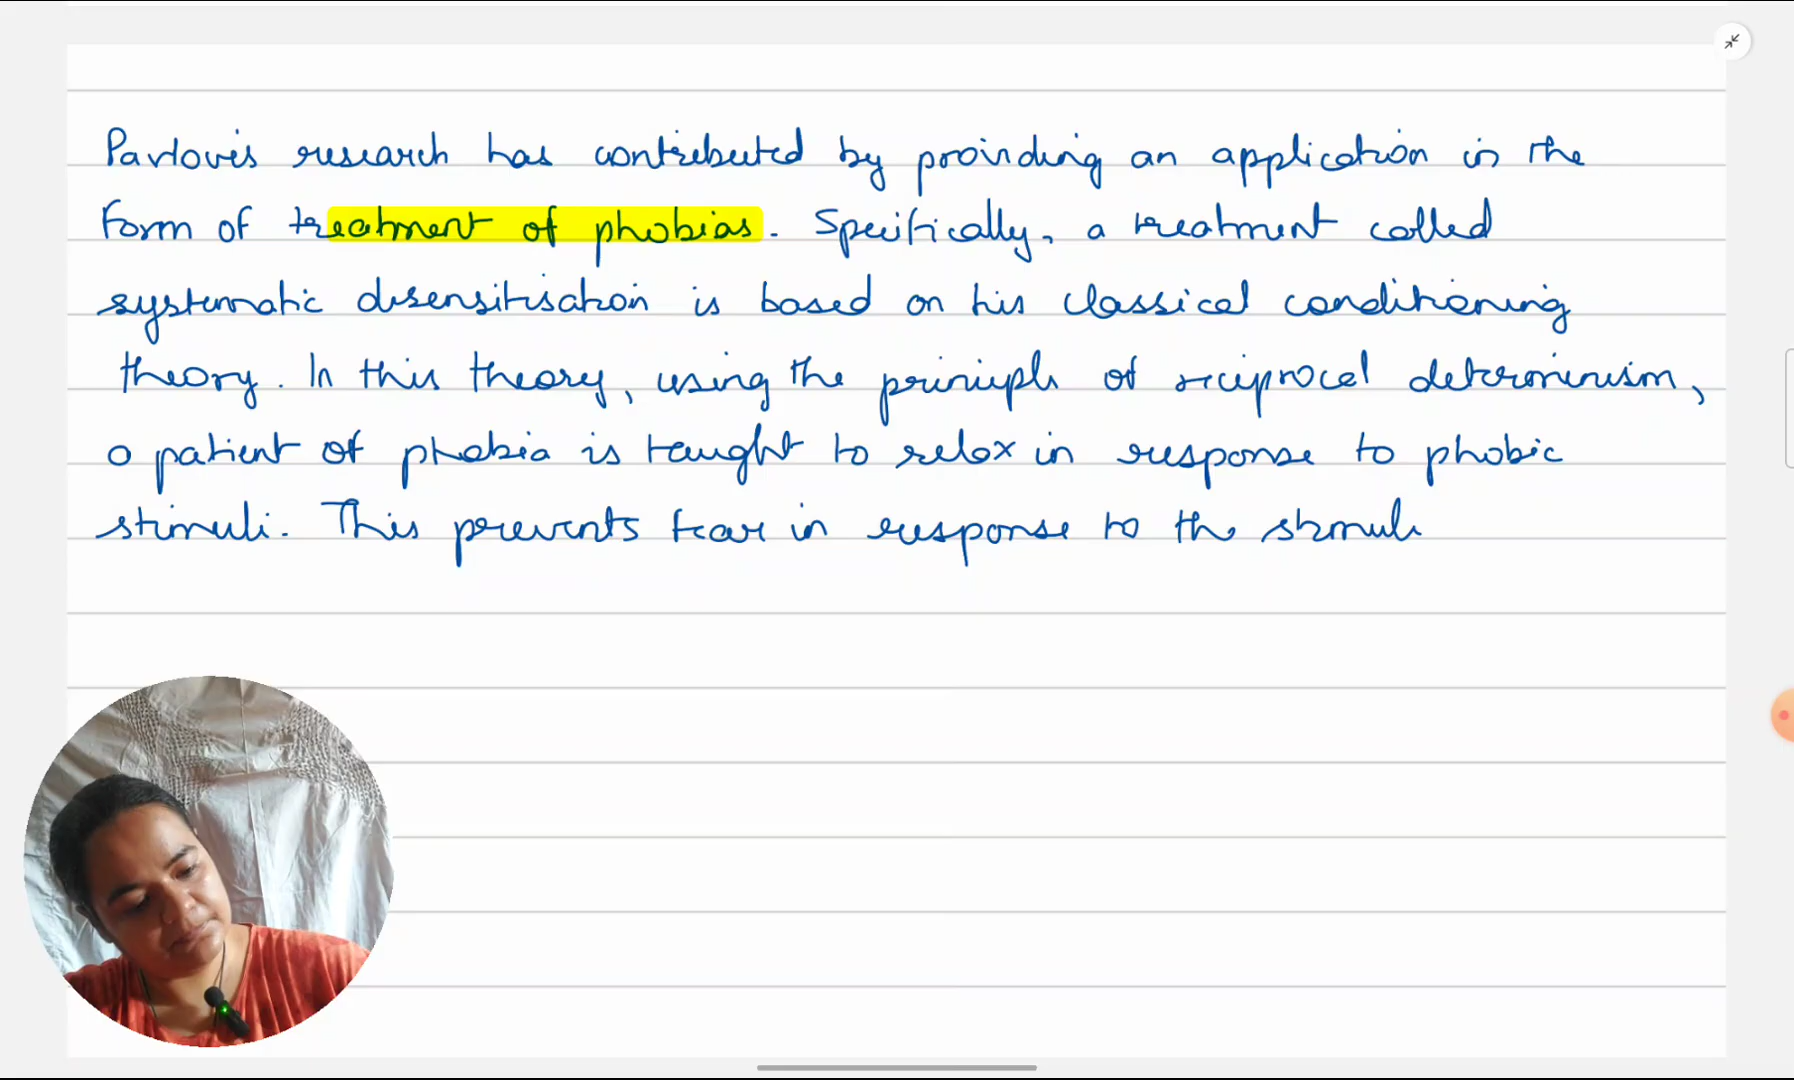 Pavlov's research has contributed by providing an application in the
form of treatment of phobias. Specifically, a treatment called
systematic desensitisation is based on his classical conditioning
theory. In this theory, using the principle of reciprocal determinism,
a patient of phobia is taught to relax in response to phobic
stimuli. This prevents fear in response to the stimuli